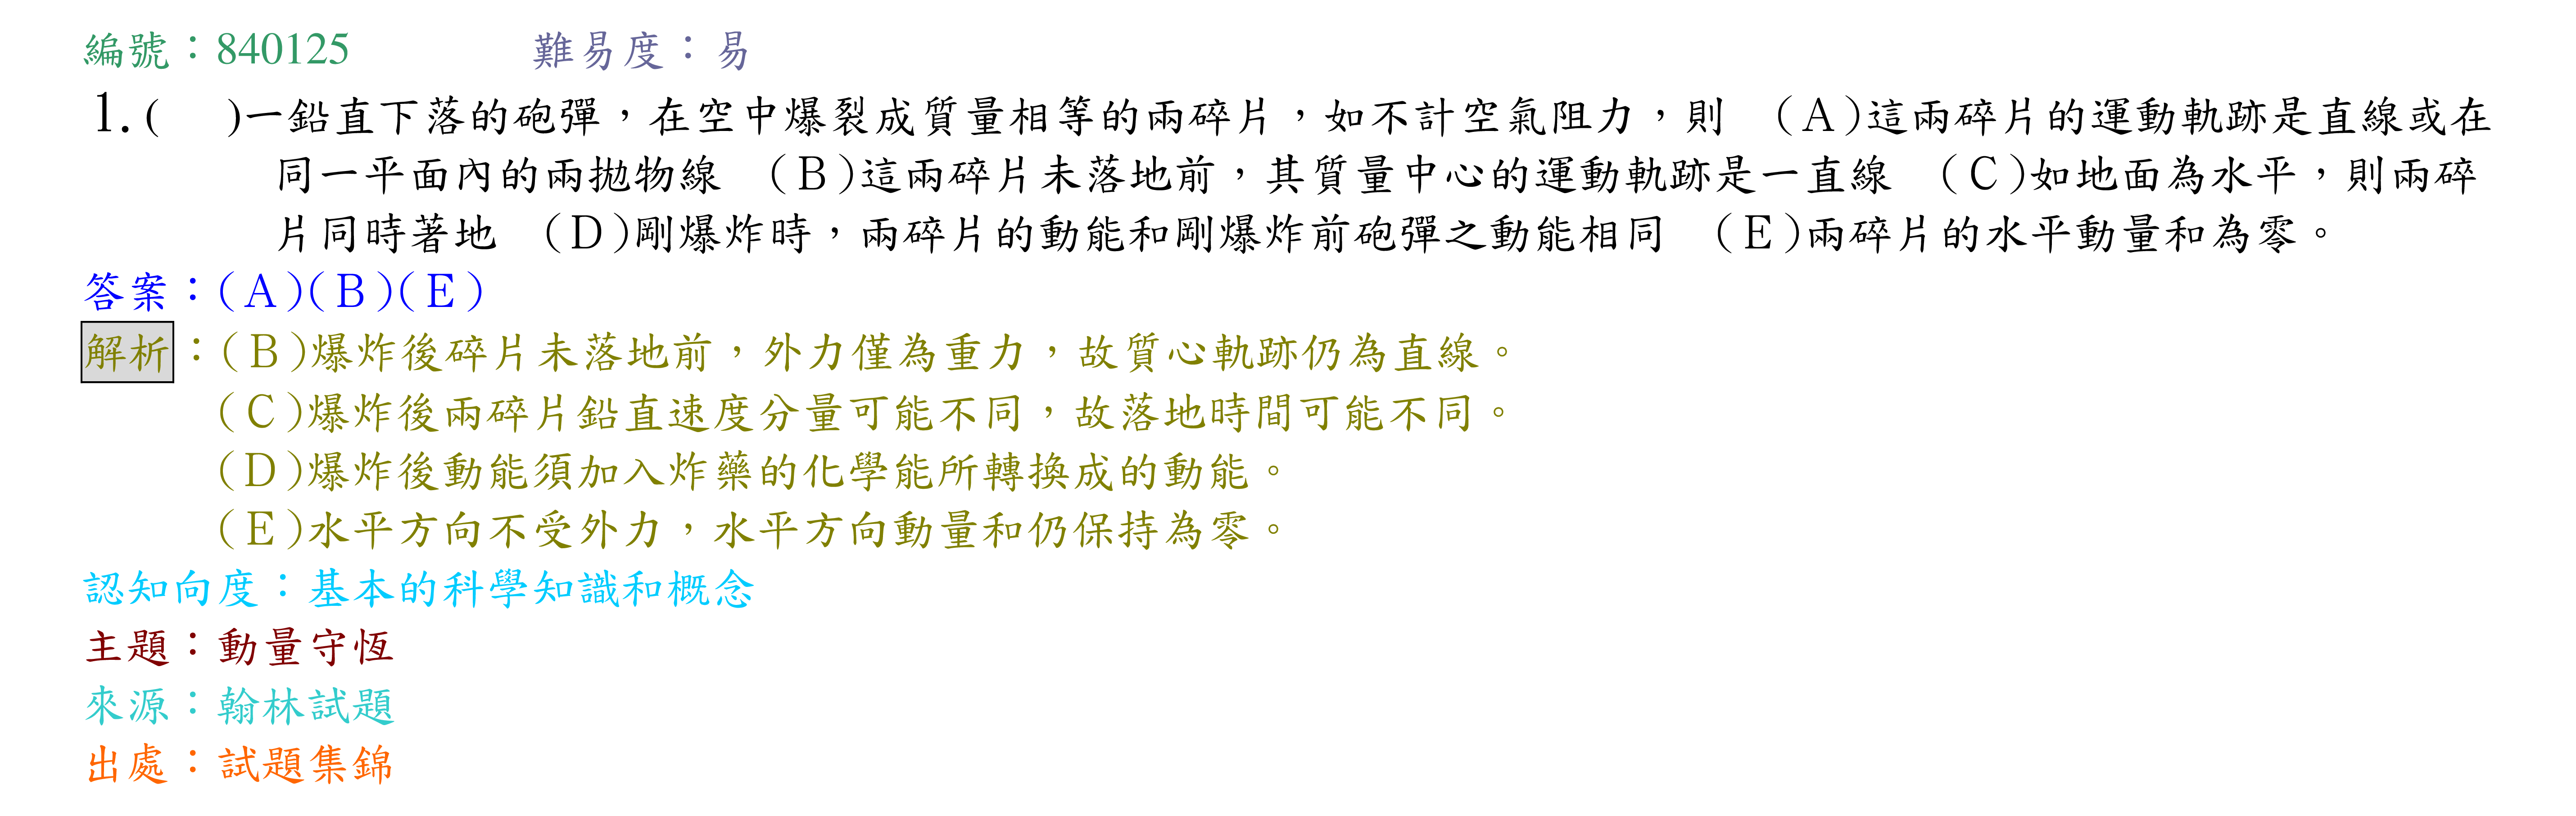 編號：840125 難易度：易
1.( )一鉛直下落的砲彈，在空中爆裂成質量相等的兩碎片，如不計空氣阻力，則 (A)這兩碎片的運動軌跡是直線或在
同一平面內的兩拋物線 (B)這兩碎片未落地前，其質量中心的運動軌跡是一直線 (C)如地面為水平，則兩碎
片同時著地 (D)剛爆炸時，兩碎片的動能和剛爆炸前砲彈之動能相同 (E)兩碎片的水平動量和為零。
答案：(A)(B)(E)
解析：(B)爆炸後碎片未落地前，外力僅為重力，故質心軌跡仍為直線。
(C)爆炸後兩碎片鉛直速度分量可能不同，故落地時間可能不同。
(D)爆炸後動能須加入炸藥的化學能所轉換成的動能。
(E)水平方向不受外力，水平方向動量和仍保持為零。
認知向度：基本的科學知識和概念
主題：動量守恆
來源：翰林試題
出處：試題集錦